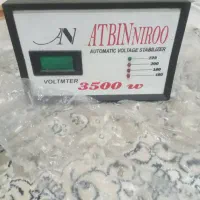 AN
ATBINNIROO
AUTOMATIC VOLTAGE STABILIZER
VOLTMTER
3500 w